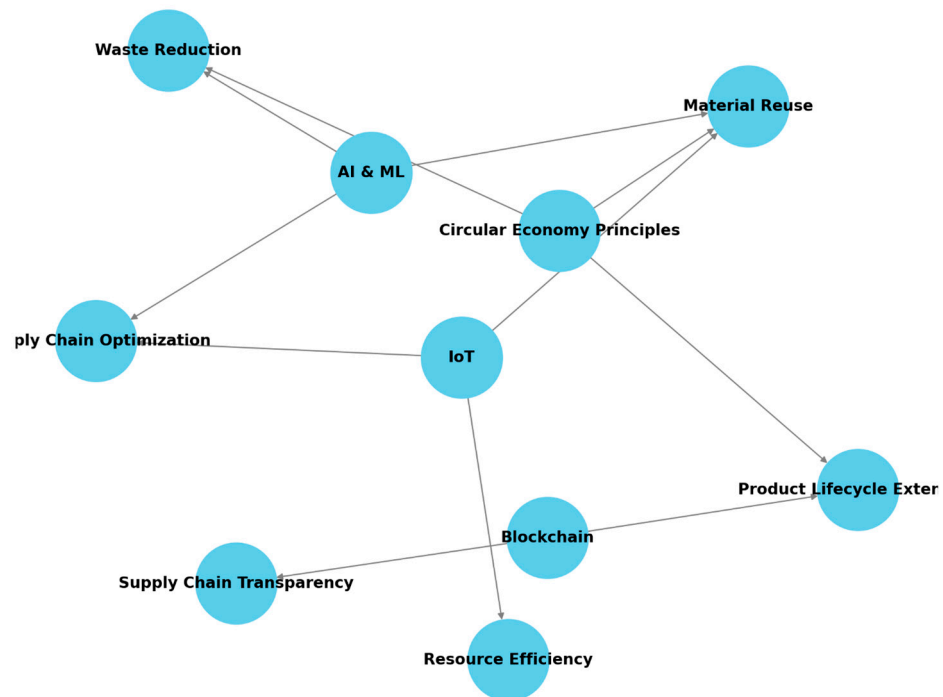 Waste Reduction
Material Reuse
AI & ML
Circular Economy Principles
ply Chain Optimization
IoT
Product Lifecycle Exter
Blockchain
Supply Chain Transparency
Resource Efficiency